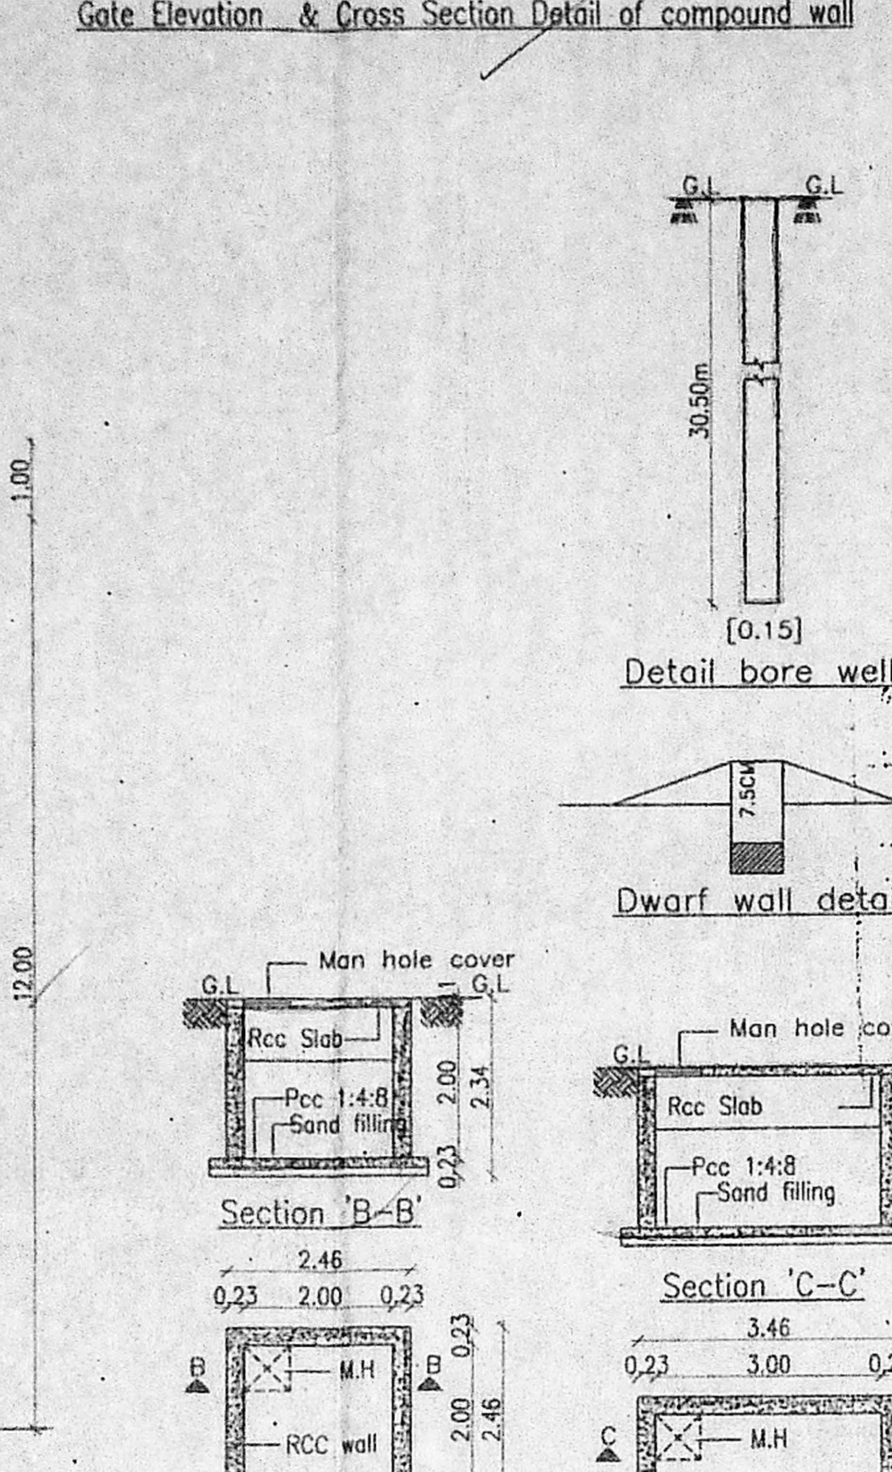 Gate Elevation & Cross Section Detail of compound wall
G.L G.L
30.50m
1.00
[0.15]
Detail bore well
7.5CM
Dwarf wall deta
12.00
Man hole cover
G.L G.L
Rcc Slab
2.00
2.34
Pcc 1:4:8
Sand filling
0.23
Section 'B-B'
Man hole co
G.L
Rcc Slab
Pcc 1:4:8
Sand filling
Section 'C-C'
2.46
0.23 2.00 0.23
0.23
B M.H B
2.00
2.46
RCC wall
3.46
0.23 3.00
C M.H